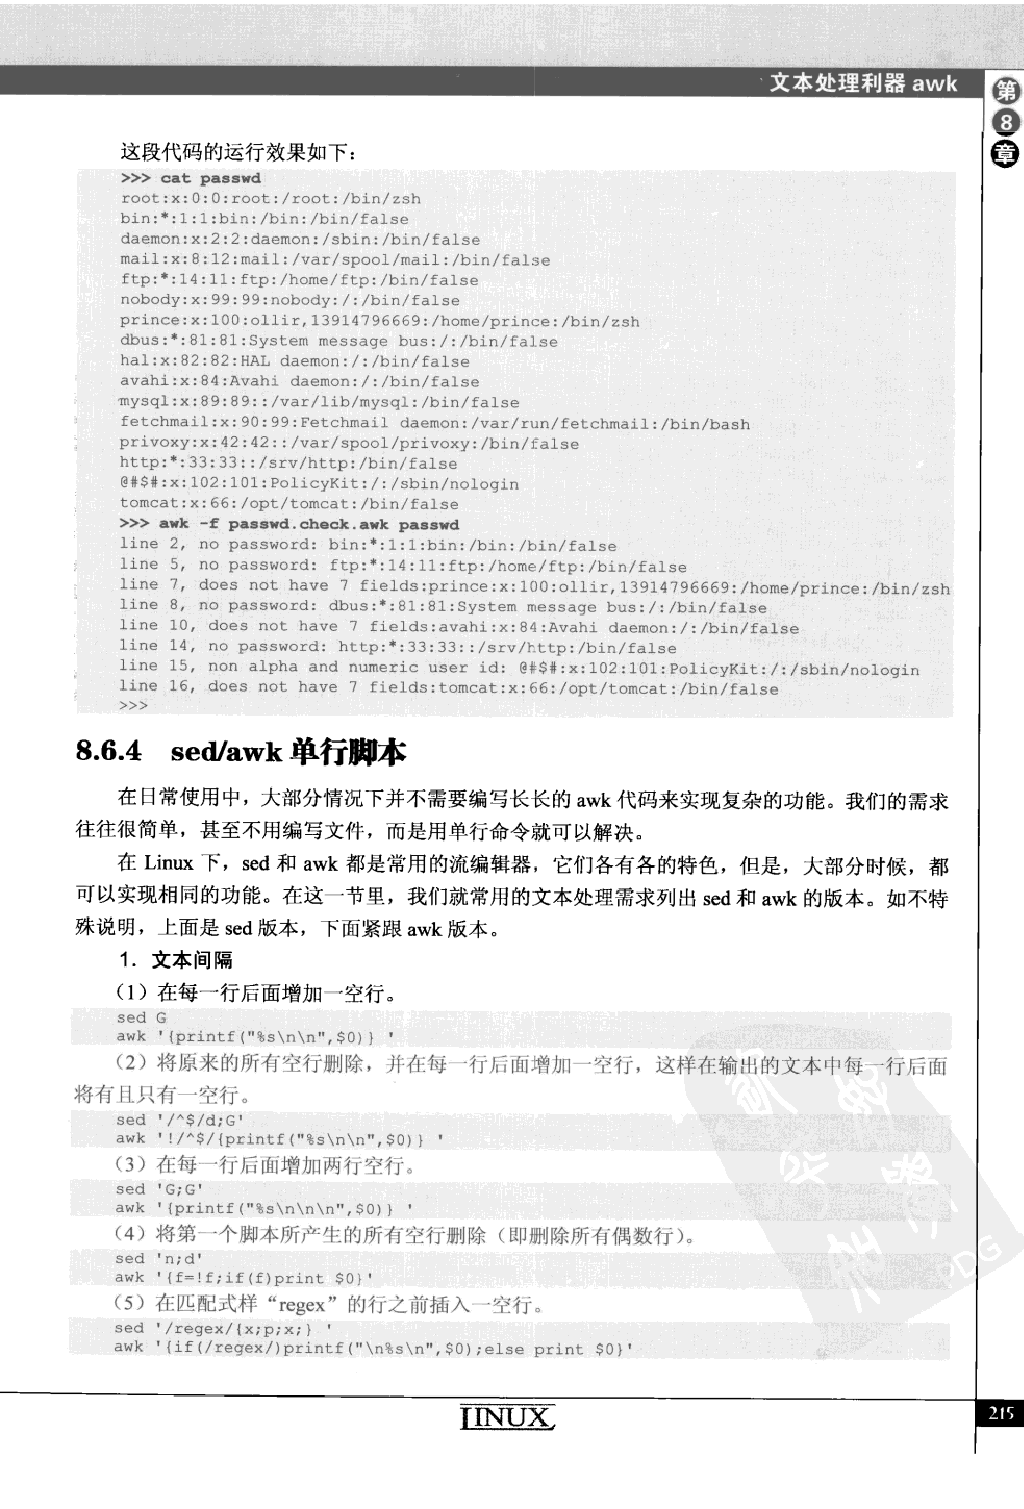 文本处理利器 awk
第
8
章
这段代码的运行效果如下：
>>> cat passwd
root:x:0:0:root:/root:/bin/zsh
bin:*:1:1:bin:/bin:/bin/false
daemon:x:2:2:daemon:/sbin:/bin/false
mail:x:8:12:mail:/var/spool/mail:/bin/false
ftp:*:14:11:ftp:/home/ftp:/bin/false
nobody:x:99:99:nobody:/:/bin/false
prince:x:100:ollir,13914796669:/home/prince:/bin/zsh
dbus:*:81:81:System message bus:/:/bin/false
hal:x:82:82:HAL daemon:/:/bin/false
avahi:x:84:Avahi daemon:/:/bin/false
mysql:x:89:89::/var/lib/mysql:/bin/false
fetchmail:x:90:99:Fetchmail daemon:/var/run/fetchmail:/bin/bash
privoxy:x:42:42::/var/spool/privoxy:/bin/false
http:*:33:33::/srv/http:/bin/false
@#$#:x:102:101:PolicyKit:/:/sbin/nologin
tomcat:x:66:/opt/tomcat:/bin/false
>>> awk -f passwd.check.awk passwd
line 2, no password: bin:*:1:1:bin:/bin:/bin/false
line 5, no password: ftp:*:14:11:ftp:/home/ftp:/bin/false
line 7, does not have 7 fields:prince:x:100:ollir,13914796669:/home/prince:/bin/zsh
line 8, no password: dbus:*:81:81:System message bus:/:/bin/false
line 10, does not have 7 fields:avahi:x:84:Avahi daemon:/:/bin/false
line 14, no password: http:*:33:33::/srv/http:/bin/false
line 15, non alpha and numeric user id: @#$#:x:102:101:PolicyKit:/:/sbin/nologin
line 16, does not have 7 fields:tomcat:x:66:/opt/tomcat:/bin/false
>>>
8.6.4 sed/awk 单行脚本
在日常使用中，大部分情况下并不需要编写长长的 awk 代码来实现复杂的功能。我们的需求
往往很简单，甚至不用编写文件，而是用单行命令就可以解决。
在 Linux 下，sed 和 awk 都是常用的流编辑器，它们各有各的特色，但是，大部分时候，都
可以实现相同的功能。在这一节里，我们就常用的文本处理需求列出 sed 和 awk 的版本。如不特
殊说明，上面是 sed 版本，下面紧跟 awk 版本。
1．文本间隔
（1）在每一行后面增加一空行。
sed G
awk '{printf("%s\n\n",$0)} '
（2）将原来的所有空行删除，并在每一行后面增加一空行，这样在输出的文本中每一行后面
将有且只有一空行。
sed '/^$/d;G'
awk '!/^$/{printf("%s\n\n",$0)} '
（3）在每一行后面增加两行空行。
sed 'G;G'
awk '{printf("%s\n\n\n",$0)} '
（4）将第一个脚本所产生的所有空行删除（即删除所有偶数行）。
sed 'n;d'
awk '{f=!f;if(f)print $0}'
（5）在匹配式样“regex”的行之前插入一空行。
sed '/regex/{x;p;x;} '
awk '{if(/regex/)printf("\n%s\n",$0);else print $0}'
PDG
LINUX
215